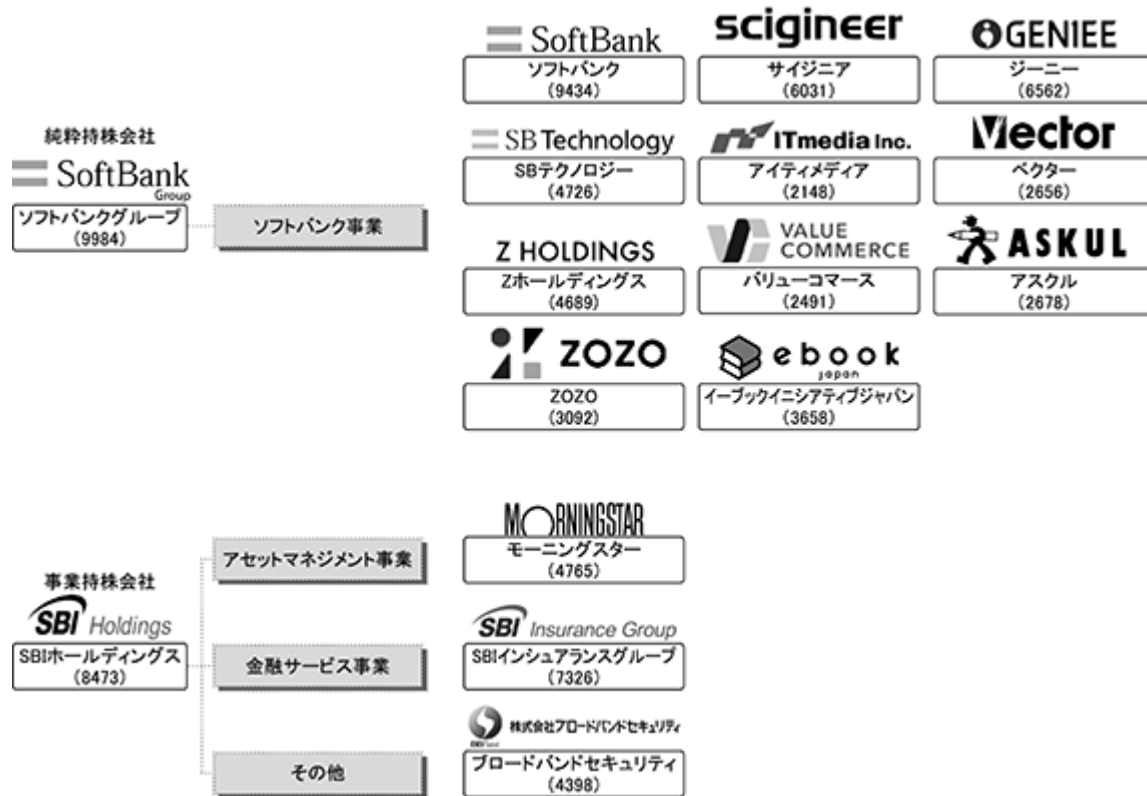 SoftBank
scigineer
GENIEE
ソフトバンク
(9434)
サイジニア
(6031)
ジーニー
(6562)
純粋持株会社
SoftBank
Group
ソフトバンクグループ
(9984)
ソフトバンク事業
SB Technology
ITmedia Inc.
Vector
SBテクノロジー
(4726)
アイティメディア
(2148)
ベクター
(2656)
Z HOLDINGS
VALUE
COMMERCE
ASKUL
Zホールディングス
(4689)
バリューコマース
(2491)
アスクル
(2678)
ZOZO
ebook
japan
ZOZO
(3092)
イーブックイニシアティブジャパン
(3658)
事業持株会社
SBI Holdings
SBIホールディングス
(8473)
アセットマネジメント事業
MORNINGSTAR
モーニングスター
(4765)
金融サービス事業
SBI Insurance Group
SBIインシュアランスグループ
(7326)
その他
株式会社ブロードバンドセキュリティ
ブロードバンドセキュリティ
(4398)